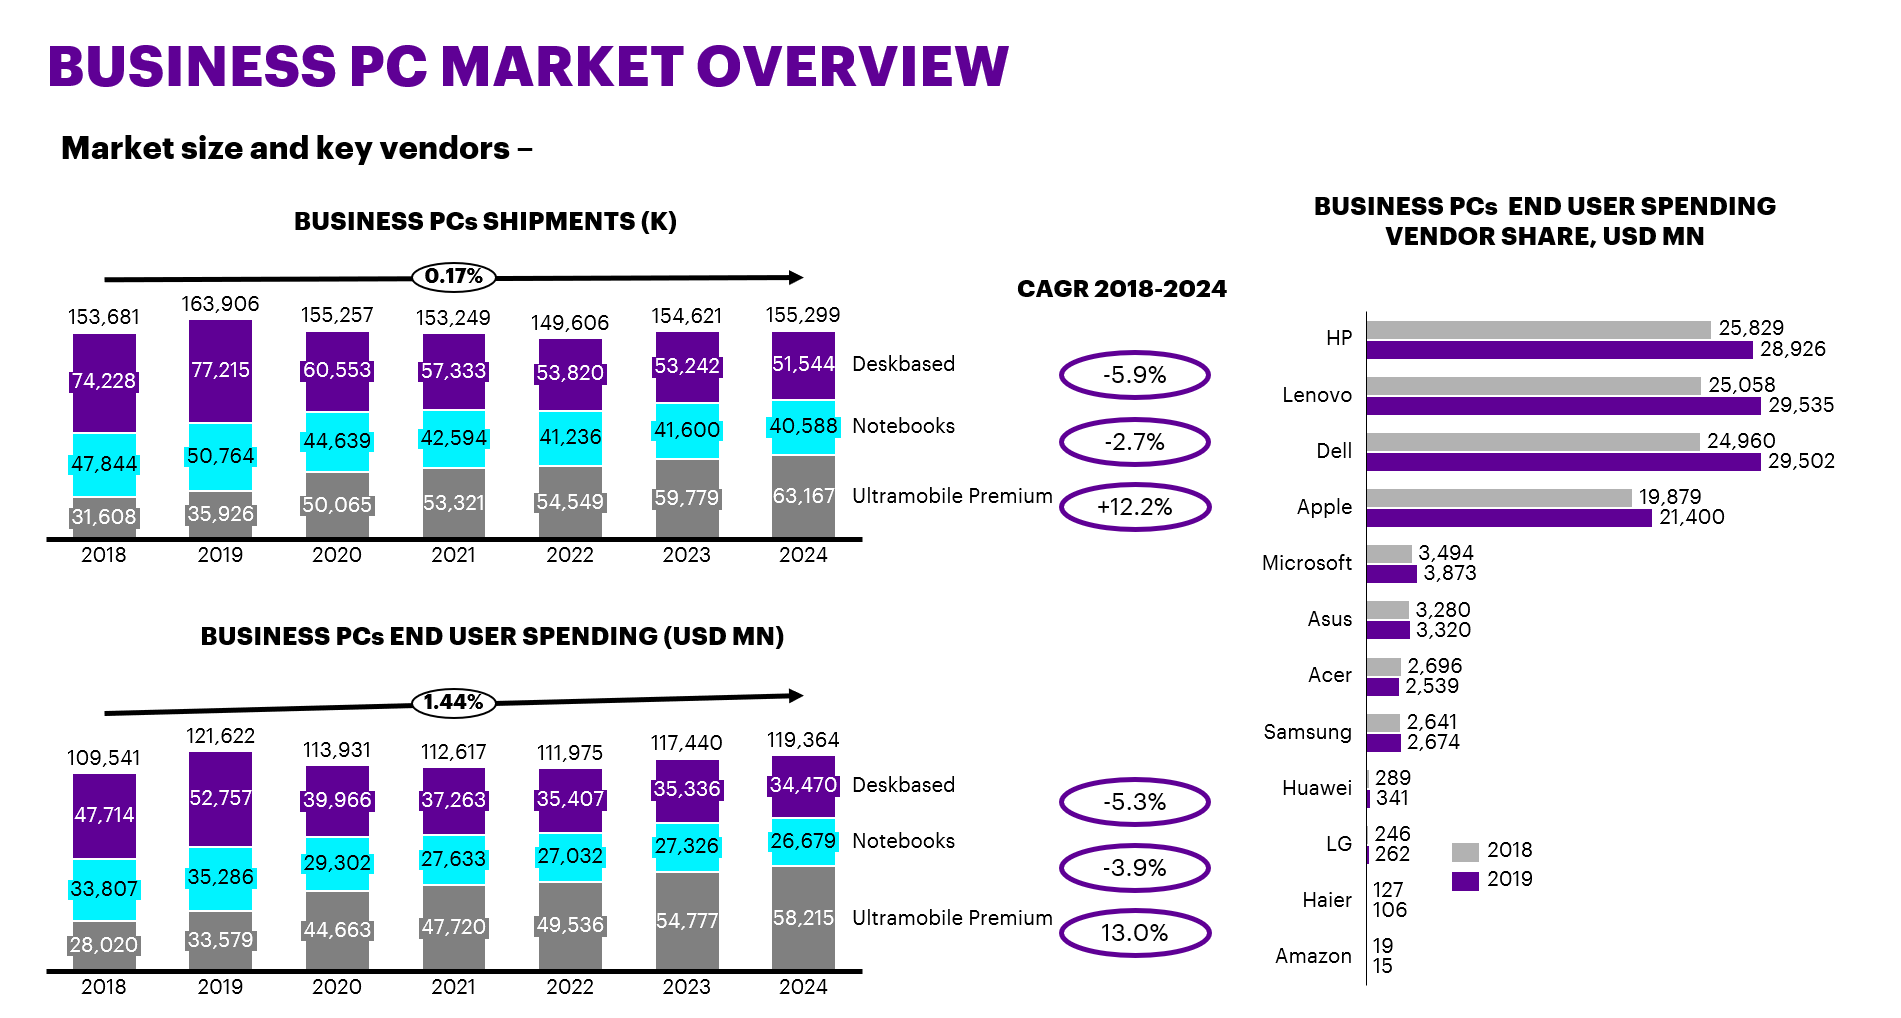 BUSINESS PC MARKET OVERVIEW
Market size and key vendors –
BUSINESS PCs SHIPMENTS (K)
0.17%
153,681 163,906 155,257 153,249 149,606 154,621 155,299
74,228 77,215 60,553 57,333 53,820 53,242 51,544 Deskbased
47,844 50,764 44,639 42,594 41,236 41,600 40,588 Notebooks
31,608 35,926 50,065 53,321 54,549 59,779 63,167 Ultramobile Premium
2018 2019 2020 2021 2022 2023 2024
CAGR 2018-2024
-5.9%
-2.7%
+12.2%
BUSINESS PCs END USER SPENDING (USD MN)
1.44%
109,541 121,622 113,931 112,617 111,975 117,440 119,364
47,714 52,757 39,966 37,263 35,407 35,336 34,470 Deskbased
33,807 35,286 29,302 27,633 27,032 27,326 26,679 Notebooks
28,020 33,579 44,663 47,720 49,536 54,777 58,215 Ultramobile Premium
2018 2019 2020 2021 2022 2023 2024
-5.3%
-3.9%
13.0%
BUSINESS PCs END USER SPENDING
VENDOR SHARE, USD MN
HP 25,829
28,926
Lenovo 25,058
29,535
Dell 24,960
29,502
Apple 19,879
21,400
Microsoft 3,494
3,873
Asus 3,280
3,320
Acer 2,696
2,539
Samsung 2,641
2,674
Huawei 289
341
LG 246
262
Haier 127
106
Amazon 19
15
2018
2019